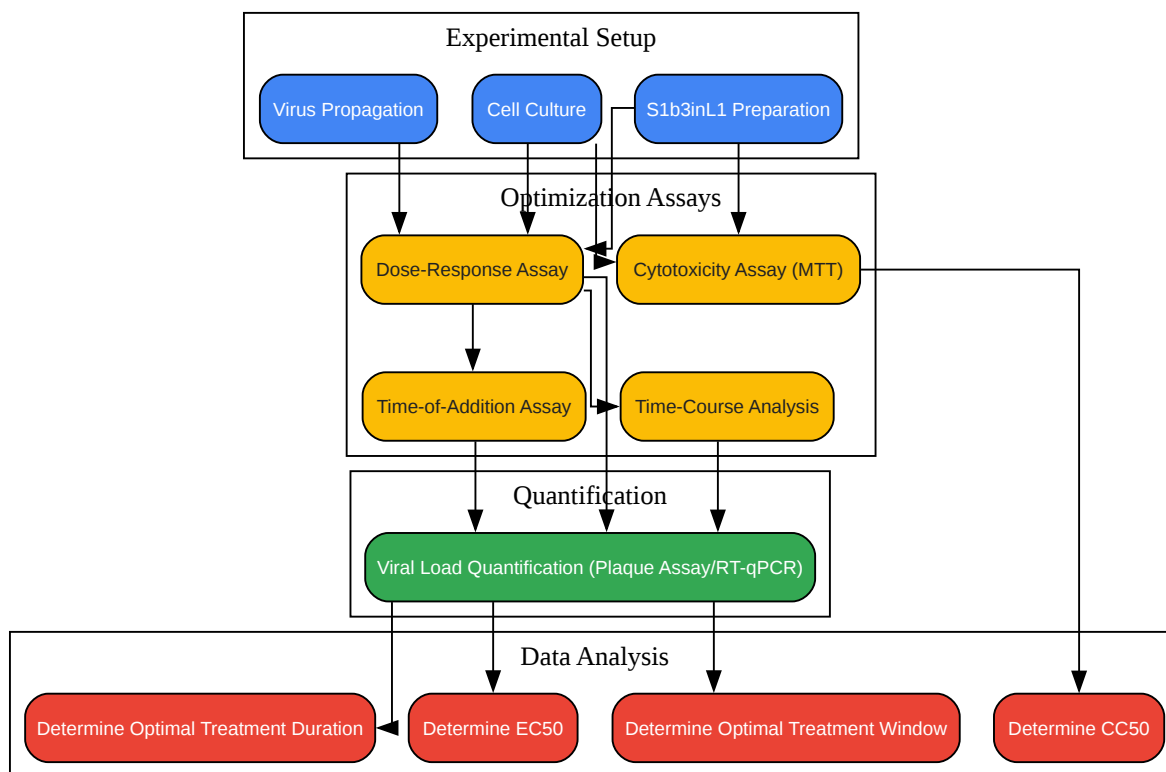 Experimental Setup
Virus Propagation
Cell Culture
S1b3inL1 Preparation
Optimization Assays
Dose-Response Assay
Cytotoxicity Assay (MTT)
Time-of-Addition Assay
Time-Course Analysis
Quantification
Viral Load Quantification (Plaque Assay/RT-qPCR)
Data Analysis
Determine Optimal Treatment Duration
Determine EC50
Determine Optimal Treatment Window
Determine CC50